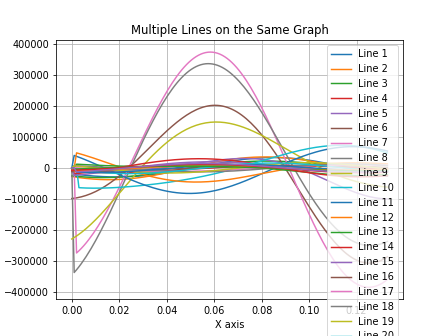 Multiple Lines on the Same Graph
400000
300000
200000
100000
0
−100000
−200000
−300000
−400000
0.00
0.02
0.04
0.06
0.08
0.10
X axis
Line 1
Line 2
Line 3
Line 4
Line 5
Line 6
Line 7
Line 8
Line 9
Line 10
Line 11
Line 12
Line 13
Line 14
Line 15
Line 16
Line 17
Line 18
Line 19
Line 20